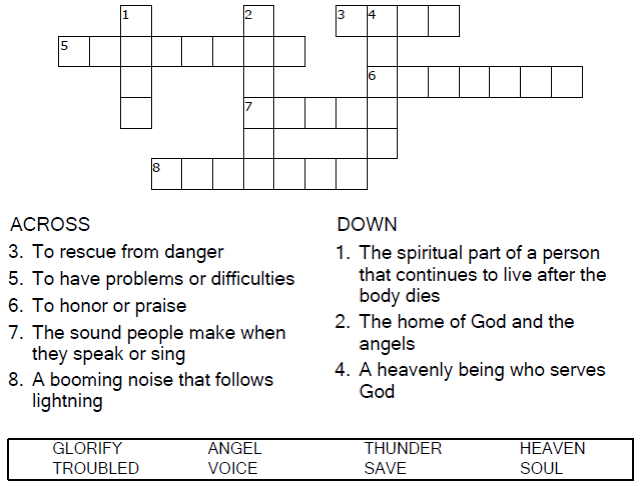 1 2 3 4
5
6
7
8
ACROSS
3. To rescue from danger
5. To have problems or difficulties
6. To honor or praise
7. The sound people make when
they speak or sing
8. A booming noise that follows
lightning
DOWN
1. The spiritual part of a person
that continues to live after the
body dies
2. The home of God and the
angels
4. A heavenly being who serves
God
GLORIFY ANGEL THUNDER HEAVEN
TROUBLED VOICE SAVE SOUL